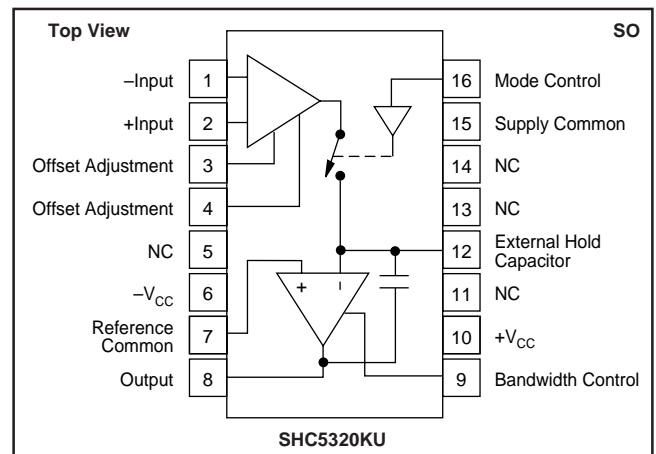 Top View
SO
–Input 1
+Input 2
Offset Adjustment 3
Offset Adjustment 4
NC 5
–VCC 6
Reference
Common 7
Output 8
16 Mode Control
15 Supply Common
14 NC
13 NC
12 External Hold
Capacitor
11 NC
10 +VCC
9 Bandwidth Control
+ –
SHC5320KU